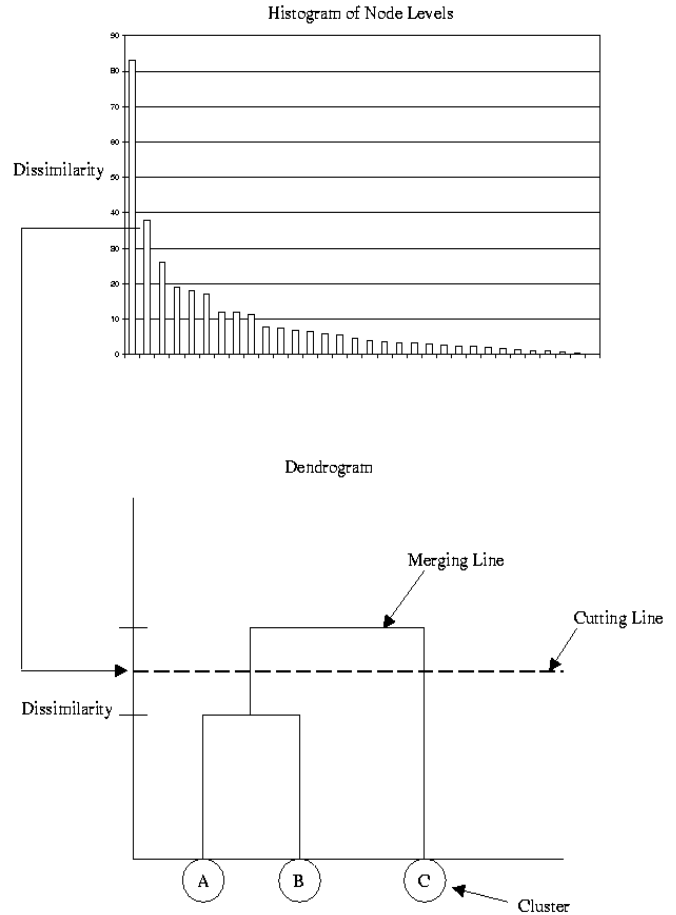 Histogram of Node Levels
90
80
70
60
Dissimilarity
50
40
30
20
10
0
Dendrogram
Merging Line
Cutting Line
Dissimilarity
A
B
C
Cluster